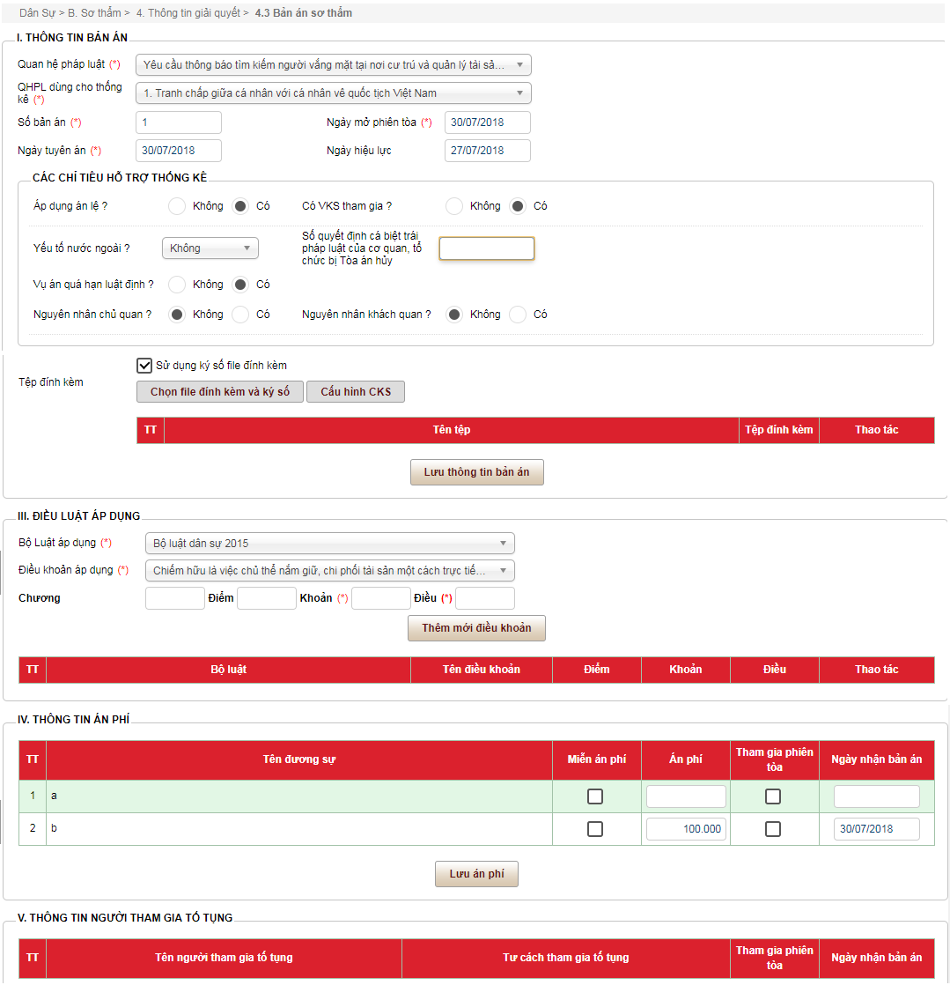 Dân Sự > B. Sơ thẩm > 4. Thông tin giải quyết > 4.3 Bản án sơ thẩm
I. THÔNG TIN BẢN ÁN
Quan hệ pháp luật (*) Yêu cầu thông báo tìm kiếm người vắng mặt tại nơi cư trú và quản lý tài sả...
QHPL dùng cho thống kê (*) 1. Tranh chấp giữa cá nhân với cá nhân về quốc tịch Việt Nam
Số bản án (*) 1 Ngày mở phiên tòa (*) 30/07/2018
Ngày tuyên án (*) 30/07/2018 Ngày hiệu lực 27/07/2018
CÁC CHỈ TIÊU HỖ TRỢ THỐNG KÊ
Áp dụng án lệ ? Không Có Có VKS tham gia ? Không Có
Yếu tố nước ngoài ? Không Số quyết định cá biệt trái
pháp luật của cơ quan, tổ
chức bị Tòa án hủy
Vụ án quá hạn luật định ? Không Có
Nguyên nhân chủ quan ? Không Có Nguyên nhân khách quan ? Không Có
Sử dụng ký số file đính kèm
Tệp đính kèm
Chọn file đính kèm và ký số Cấu hình CKS
TT Tên tệp Tệp đính kèm Thao tác
Lưu thông tin bản án
III. ĐIỀU LUẬT ÁP DỤNG
Bộ Luật áp dụng (*) Bộ luật dân sự 2015
Điều khoản áp dụng (*) Chiếm hữu là việc chủ thể nắm giữ, chi phối tài sản một cách trực tiế...
Chương Điểm Khoản (*) Điều (*)
Thêm mới điều khoản
TT Bộ luật Tên điều khoản Điểm Khoản Điều Thao tác
IV. THÔNG TIN ÁN PHÍ
TT Tên đương sự Miễn án phí Án phí Tham gia phiên tòa Ngày nhận bản án
1 a
2 b 100.000 30/07/2018
Lưu án phí
V. THÔNG TIN NGƯỜI THAM GIA TỐ TỤNG
TT Tên người tham gia tố tụng Tư cách tham gia tố tụng Tham gia phiên tòa Ngày nhận bản án